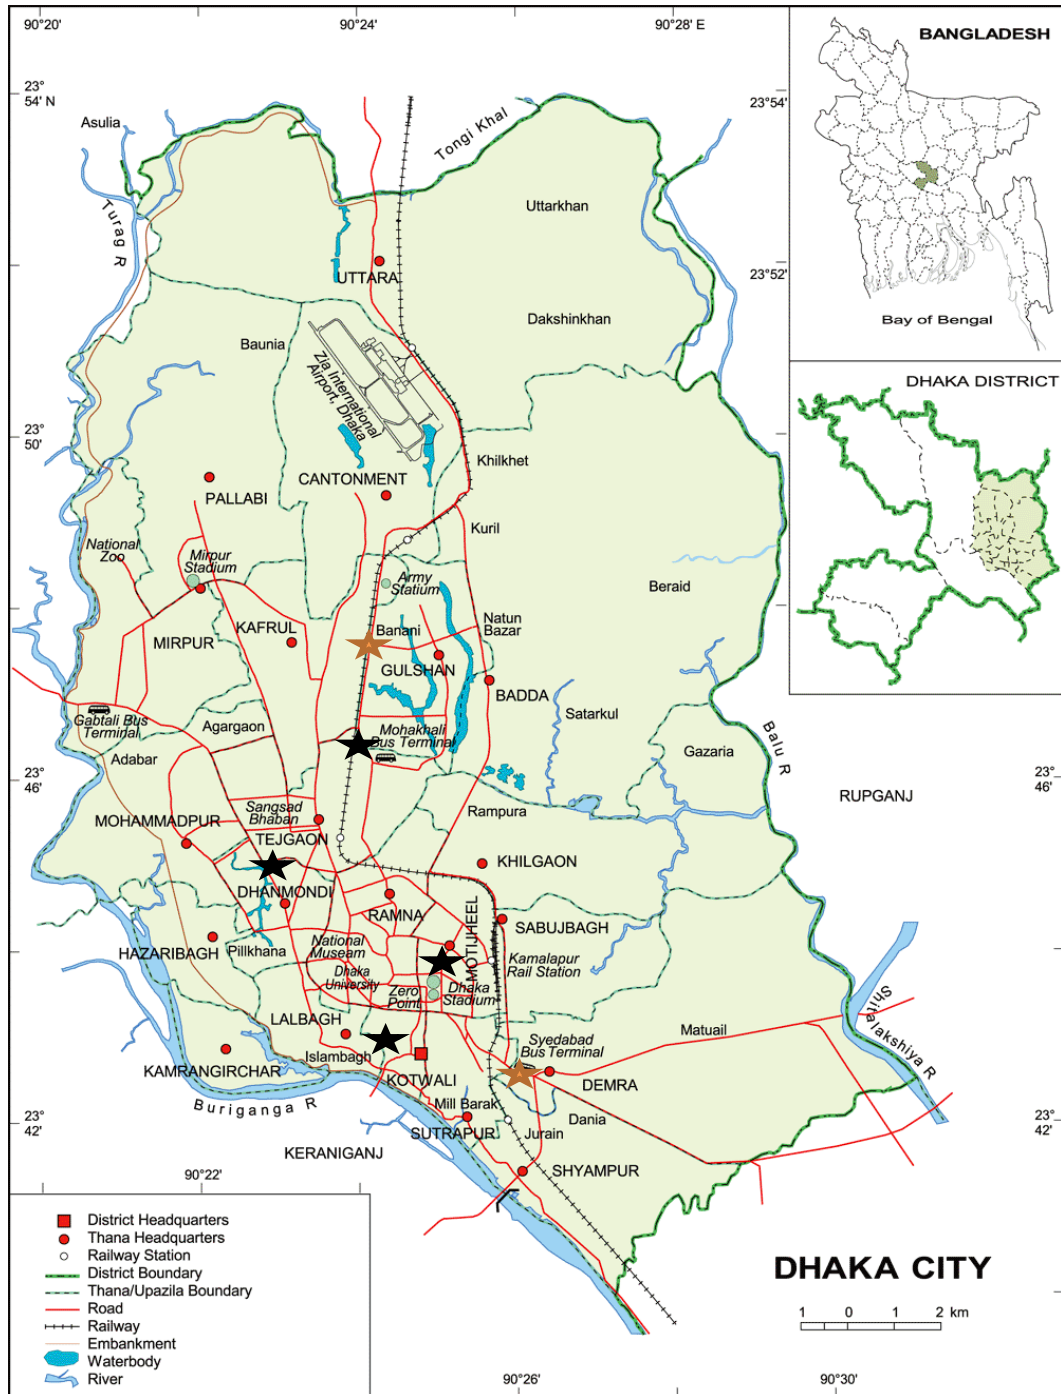 90°20'
90°24'
90°28' E
23°
54' N
23°54'
BANGLADESH
Bay of Bengal
Asulia
Tongi Khal
Turag R
Uttarkhan
UTTARA
23°52'
Dakshinkhan
Baunia
Zia International
Airport, Dhaka
DHAKA DISTRICT
23°
50'
Khilkhet
CANTONMENT
PALLABI
Kuril
National
Zoo
Mirpur
Stadium
Army
Statium
Beraid
Natun
Bazar
Banani
KAFRUL
MIRPUR
GULSHAN
BADDA
Satarkul
Gabtali Bus
Terminal
Agargaon
Mohakhali
Bus Terminal
Adabar
Gazaria
Balu R
23°
46'
RUPGANJ
23°
46'
Sangsad
Bhaban
Rampura
MOHAMMADPUR
TEJGAON
KHILGAON
DHANMONDI
RAMNA
MOTIJHEEL
SABUJBAGH
HAZARIBAGH
Pillkhana
National
Museam
Kamalapur
Rail Station
Dhaka
University
Zero
Point
Dhaka
Stadium
LALBAGH
Islambagh
Syedabad
Bus Terminal
Matuail
Shitalakshiya R
KAMRANGIRCHAR
KOTWALI
DEMRA
Buriganga R
Mill Barak
Dania
23°
42'
SUTRAPUR
Jurain
23°
42'
KERANIGANJ
SHYAMPUR
90°22'
District Headquarters
Thana Headquarters
Railway Station
District Boundary
Thana/Upazila Boundary
Road
Railway
Embankment
Waterbody
River
DHAKA CITY
1 0 1 2 km
90°26'
90°30'